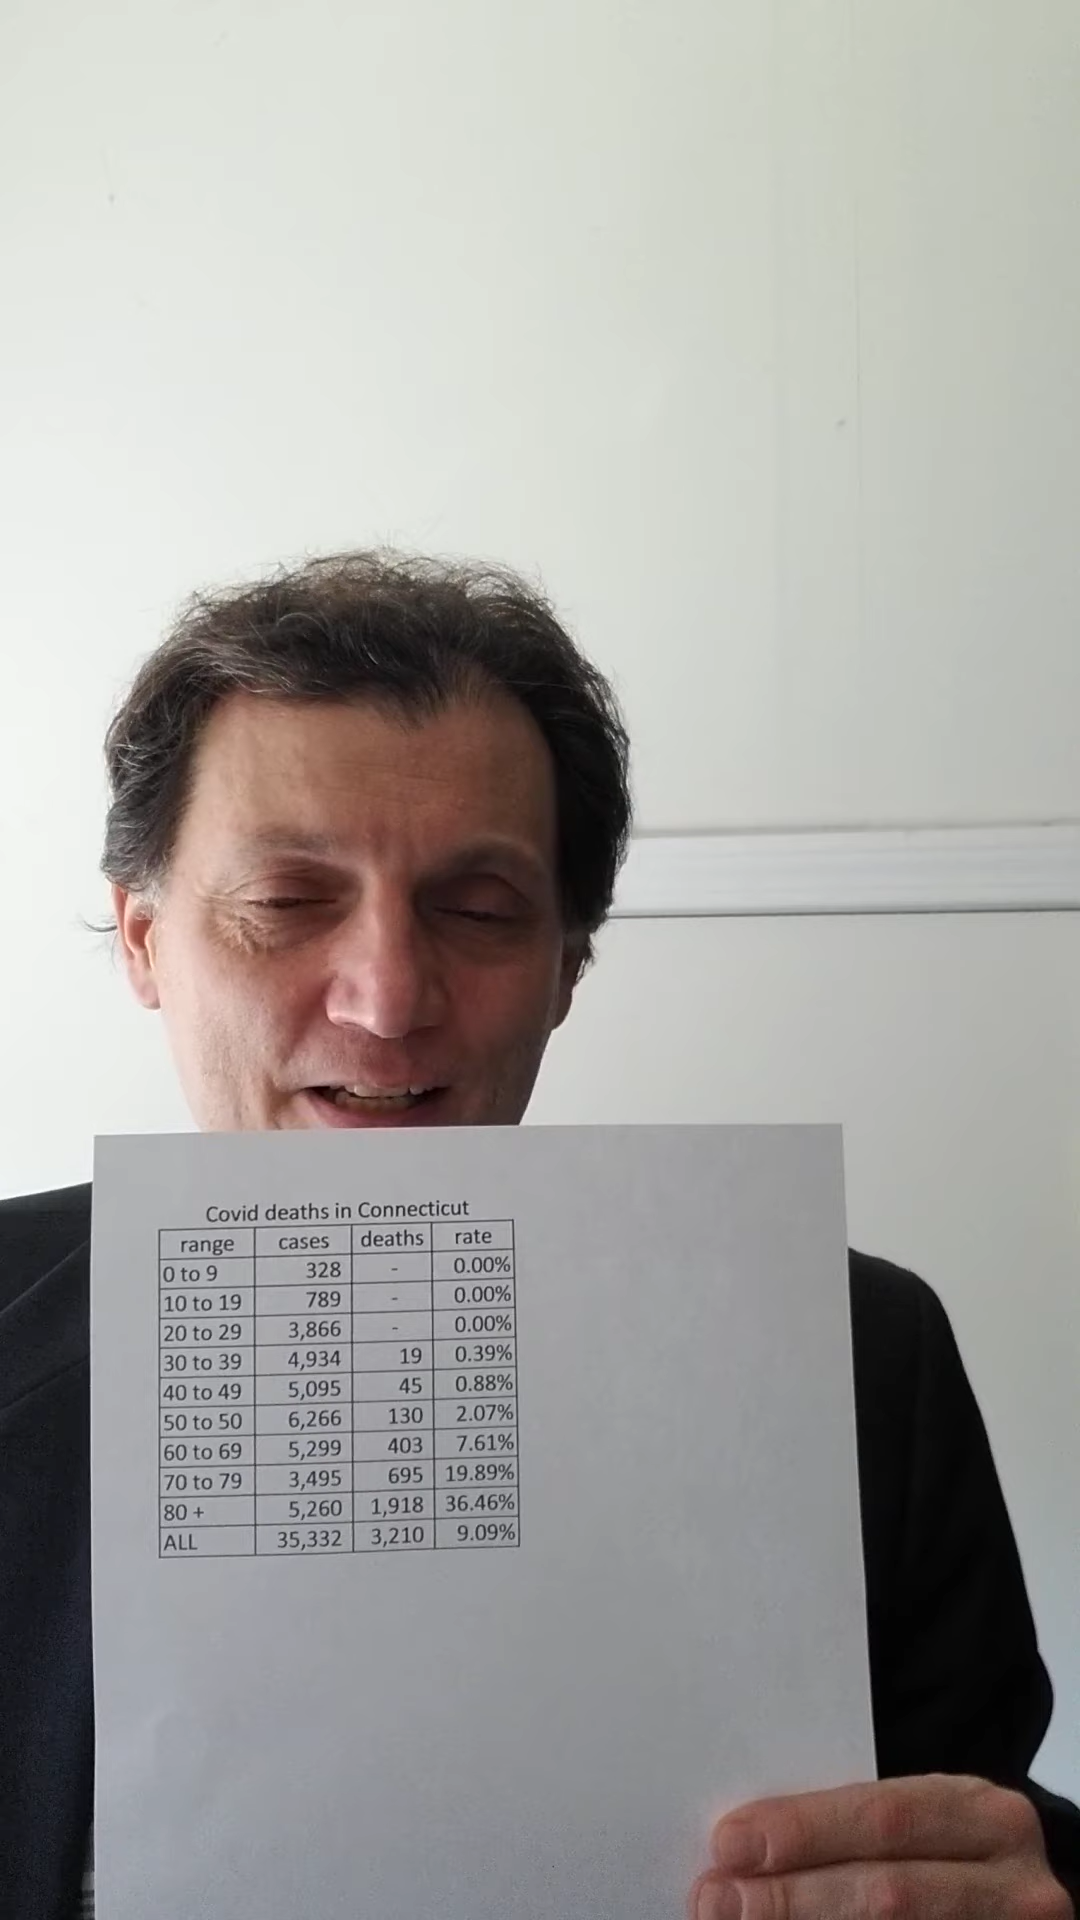 Covid deaths in Connecticut
range cases deaths rate
0 to 9 328 - 0.00%
10 to 19 789 - 0.00%
20 to 29 3,866 - 0.00%
30 to 39 4,934 19 0.39%
40 to 49 5,095 45 0.88%
50 to 50 6,266 130 2.07%
60 to 69 5,299 403 7.61%
70 to 79 3,495 695 19.89%
80 + 5,260 1,918 36.46%
ALL 35,332 3,210 9.09%